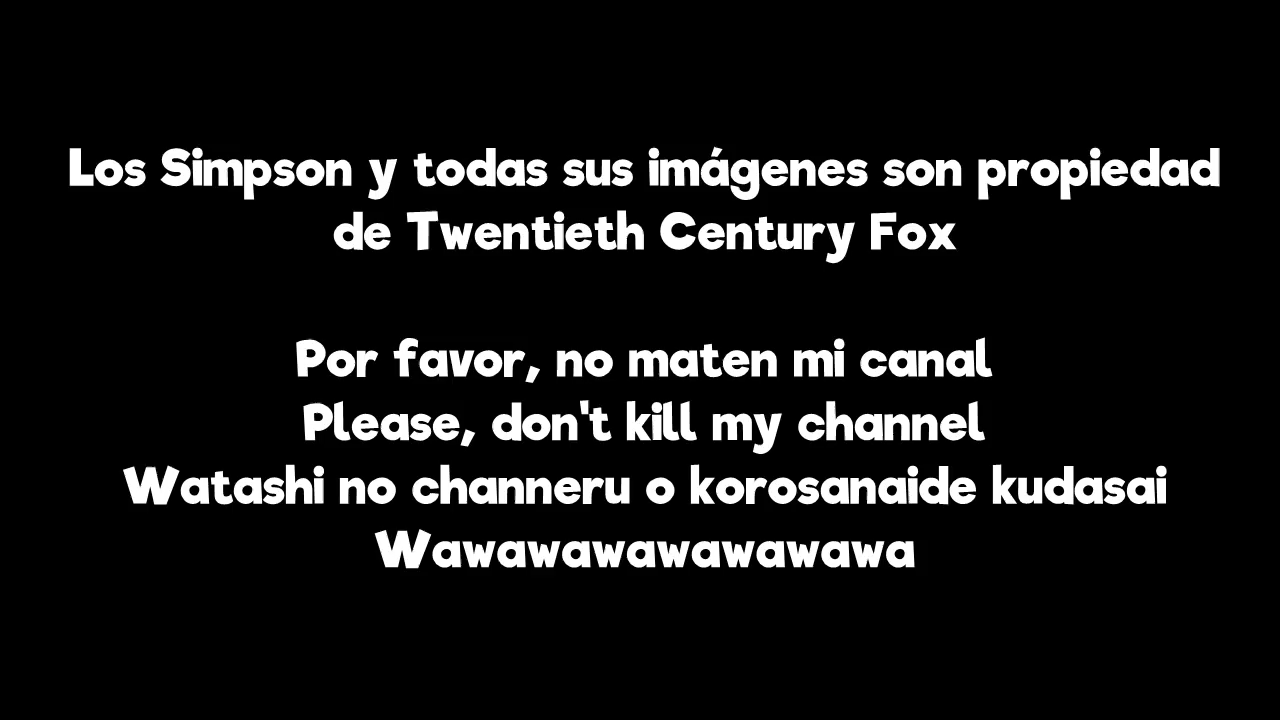 Los Simpson y todas sus imágenes son propiedad
de Twentieth Century Fox
Por favor, no maten mi canal
Please, don't kill my channel
Watashi no channeru o korosanaide kudasai
Wawawawawawawawa